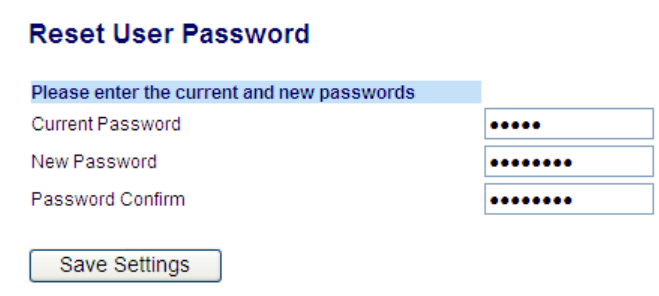 Reset User Password
Please enter the current and new passwords
Current Password •••••
New Password ••••••••
Password Confirm ••••••••
Save Settings